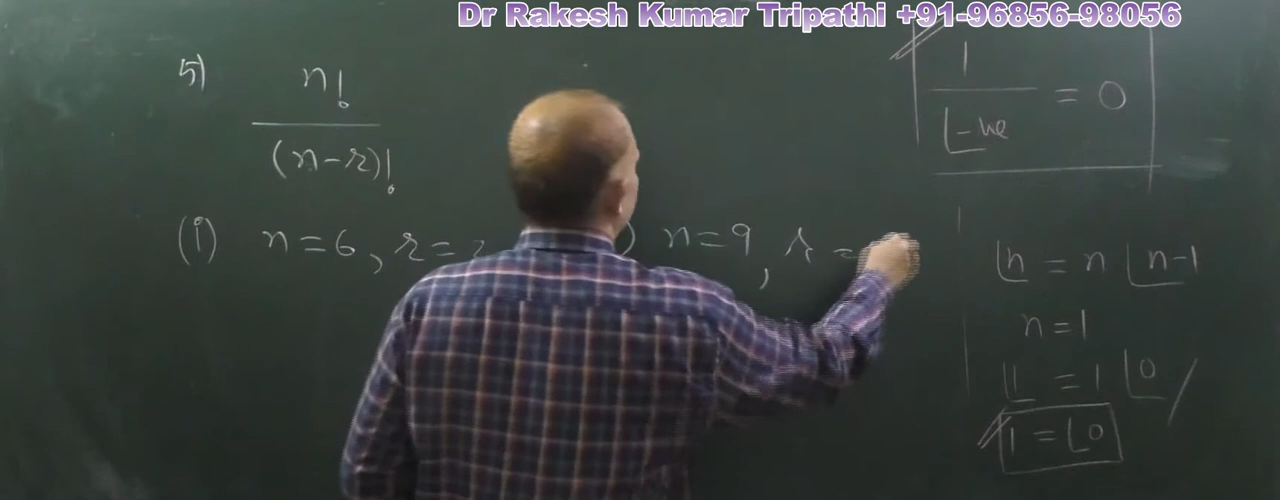 Dr Rakesh Kumar Tripathi +91-96856-98056
5) n!
(n-r)!
(i) n=6, r= ) n=9, r =
1
⌊-ve = 0
⌊n = n ⌊n-1
n=1
⌊1 = 1 ⌊0
1 = ⌊0